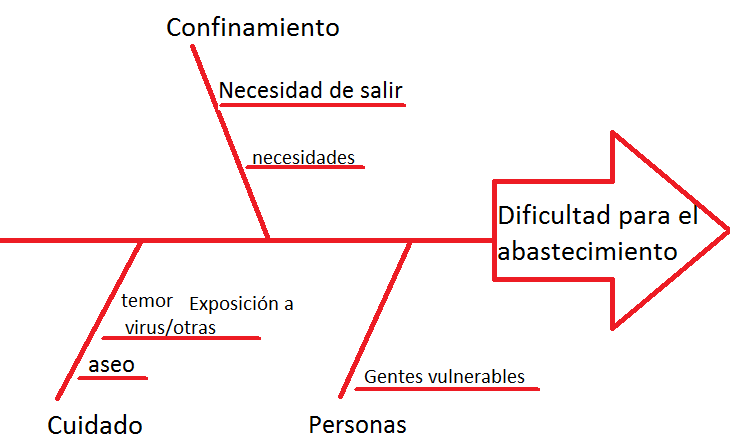 Confinamiento
Necesidad de salir
necesidades
Dificultad para el
abastecimiento
temor Exposición a
virus/otras
aseo
Gentes vulnerables
Cuidado
Personas